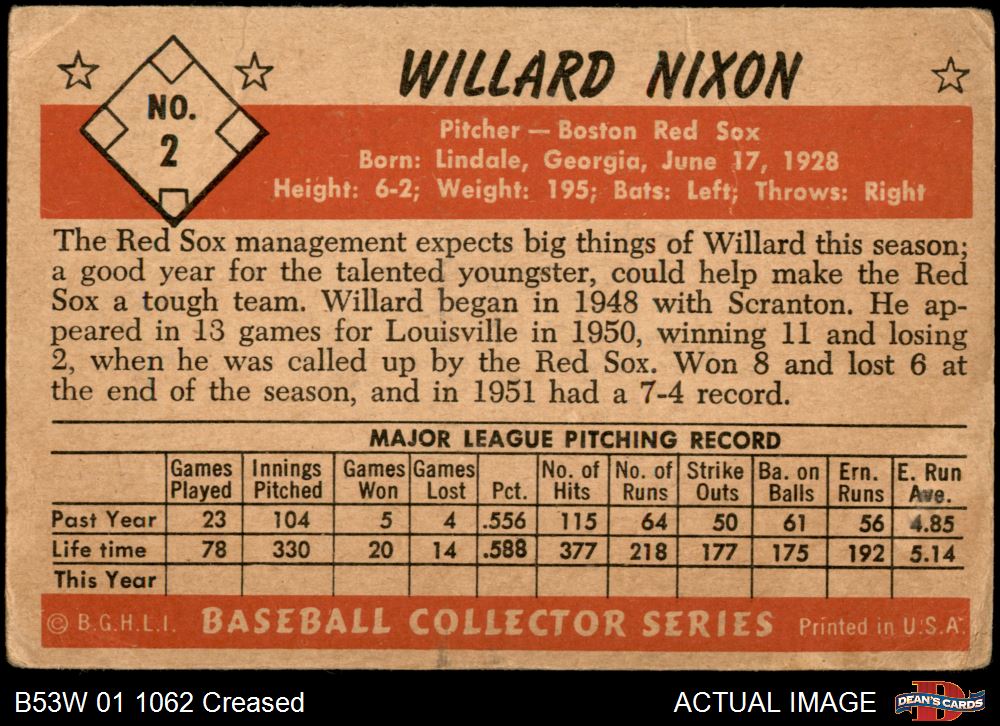 WILLARD NIXON
NO.
2
Pitcher — Boston Red Sox
Born: Lindale, Georgia, June 17, 1928
Height: 6-2; Weight: 195; Bats: Left; Throws: Right
The Red Sox management expects big things of Willard this season;
a good year for the talented youngster, could help make the Red
Sox a tough team. Willard began in 1948 with Scranton. He ap-
peared in 13 games for Louisville in 1950, winning 11 and losing
2, when he was called up by the Red Sox. Won 8 and lost 6 at
the end of the season, and in 1951 had a 7-4 record.
MAJOR LEAGUE PITCHING RECORD
Games Innings Games Games No. of No. of Strike Ba. on Ern. E. Run
Played Pitched Won Lost Pct. Hits Runs Outs Balls Runs Ave.
Past Year 23 104 5 4 .556 115 64 50 61 56 4.85
Life time 78 330 20 14 .588 377 218 177 175 192 5.14
This Year
© B.G.H.L.I. BASEBALL COLLECTOR SERIES Printed in U.S.A.
B53W 01 1062 Creased ACTUAL IMAGE DEAN'S CARDS